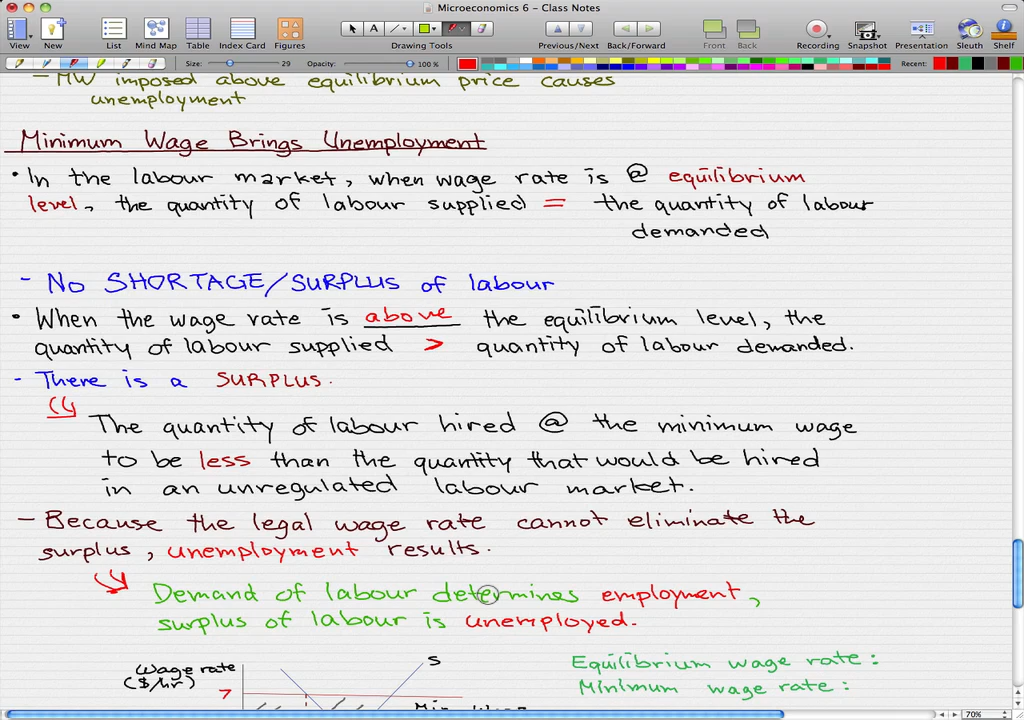 Microeconomics 6 - Class Notes
View New List Mind Map Table Index Card Figures Drawing Tools Previous/Next Back/Forward Front Back Recording Snapshot Presentation Sleuth Shelf
Size: 29 Opacity: 100 % Recent:
- MW imposed above equilibrium price causes
unemployment
Minimum Wage Brings Unemployment
• In the labour market, when wage rate is @ equilibrium
level, the quantity of labour supplied = the quantity of labour
demanded
- No SHORTAGE/SURPLUS of labour
• When the wage rate is above the equilibrium level, the
quantity of labour supplied > quantity of labour demanded.
- There is a SURPLUS.
The quantity of labour hired @ the minimum wage
to be less than the quantity that would be hired
in an unregulated labour market.
- Because the legal wage rate cannot eliminate the
surplus, unemployment results.
Demand of labour determines employment,
surplus of labour is unemployed.
Wage rate
($/hr)
7
S
Equilibrium wage rate:
Minimum wage rate:
70%